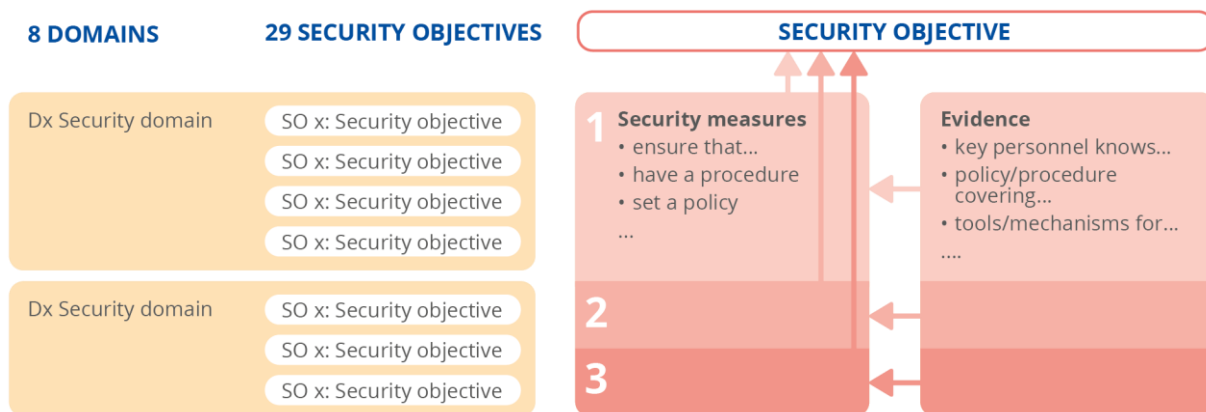 8 DOMAINS
29 SECURITY OBJECTIVES
Dx Security domain
SO x: Security objective
SO x: Security objective
SO x: Security objective
SO x: Security objective
Dx Security domain
SO x: Security objective
SO x: Security objective
SO x: Security objective
SECURITY OBJECTIVE
1
Security measures
• ensure that...
• have a procedure
• set a policy
...
2
3
Evidence
• key personnel knows...
• policy/procedure
covering...
• tools/mechanisms for...
....